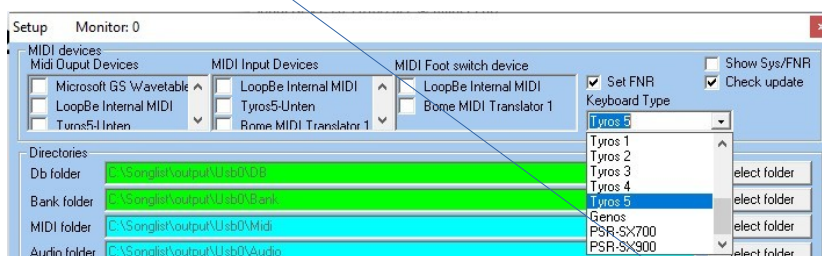 Setup Monitor: 0
MIDI devices
Midi Ouput Devices MIDI Input Devices MIDI Foot switch device Show Sys/FNR
Microsoft GS Wavetable LoopBe Internal MIDI LoopBe Internal MIDI Set FNR Check update
LoopBe Internal MIDI Tyros5-Unten Bome MIDI Translator 1 Keyboard Type
Tyros5-Unten Bome MIDI Translator 1 Tyros 5
Directories Tyros 1
Tyros 2
Db folder C:\Songlist\output\Usb0\DB Tyros 3 elect folder
Tyros 4
Bank folder C:\Songlist\output\Usb0\Bank Tyros 5 elect folder
Genos
MIDI folder C:\Songlist\output\Usb0\Midi PSR-SX700 elect folder
PSR-SX900
Audio folder C:\Songlist\output\Usb0\Audio elect folder